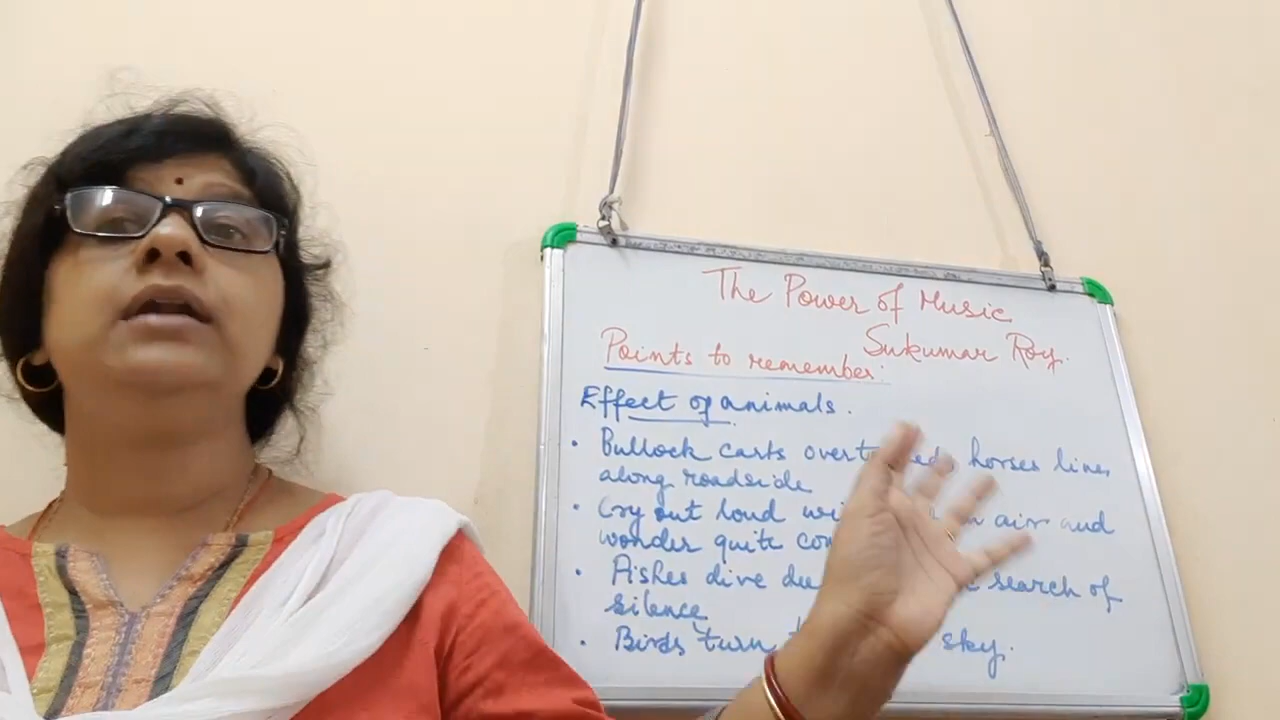 The Power of Music
Sukumar Roy.
Points to remember:
Effect of animals.
• Bullock carts horses line
along roadside
• Cry out loud air and
wonder quite
• Fishes dive search of
silence
• Birds turn sky.